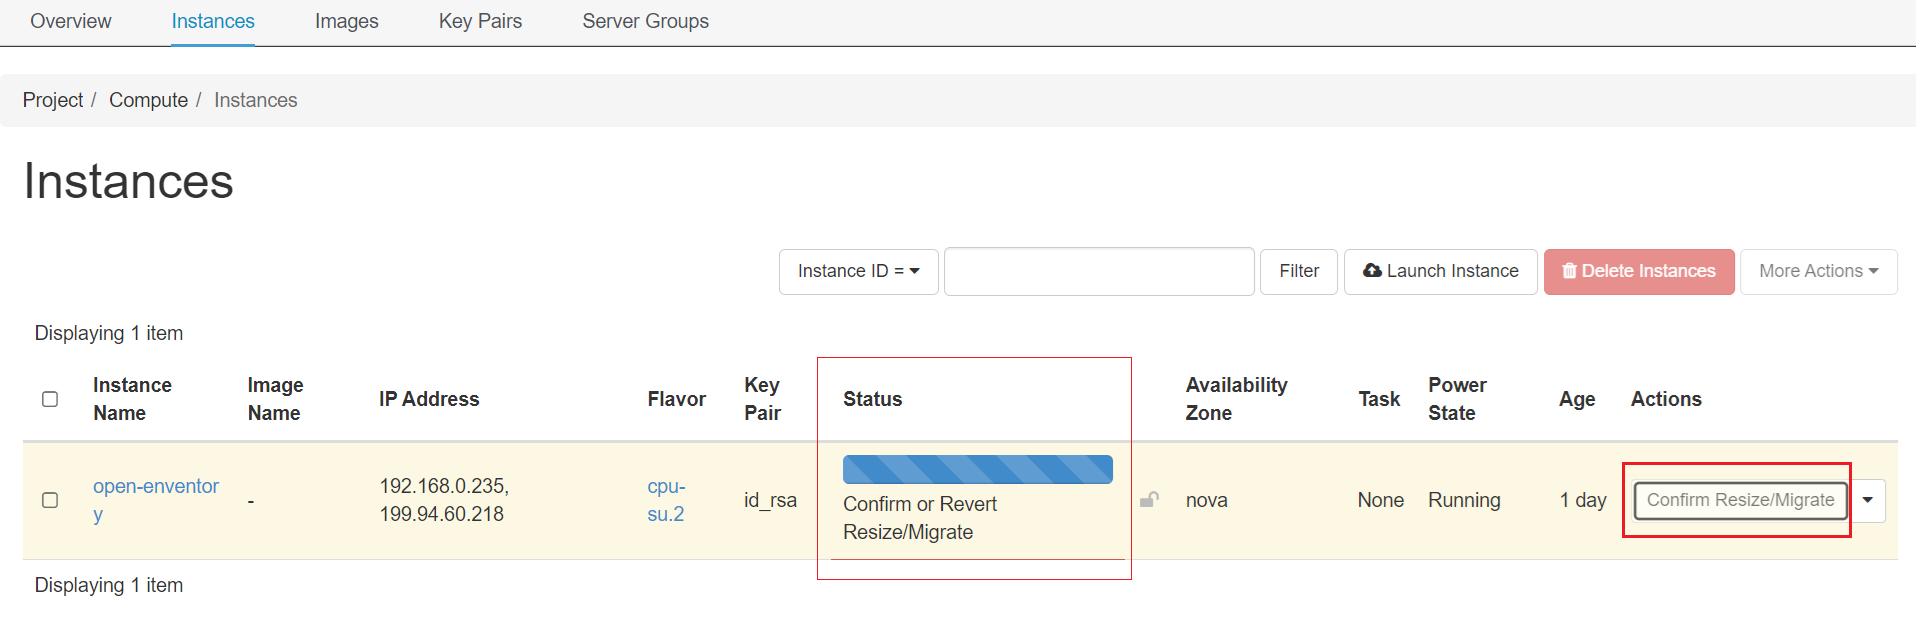 Overview Instances Images Key Pairs Server Groups
Project / Compute / Instances
Instances
Instance ID = Filter Launch Instance Delete Instances More Actions
Displaying 1 item
Instance Name Image Name IP Address Flavor Key Pair Status Availability Zone Task Power State Age Actions
open-enventor
y
-
192.168.0.235,
199.94.60.218
cpu-
su.2
id_rsa
Confirm or Revert
Resize/Migrate
nova
None
Running
1 day
Confirm Resize/Migrate
Displaying 1 item